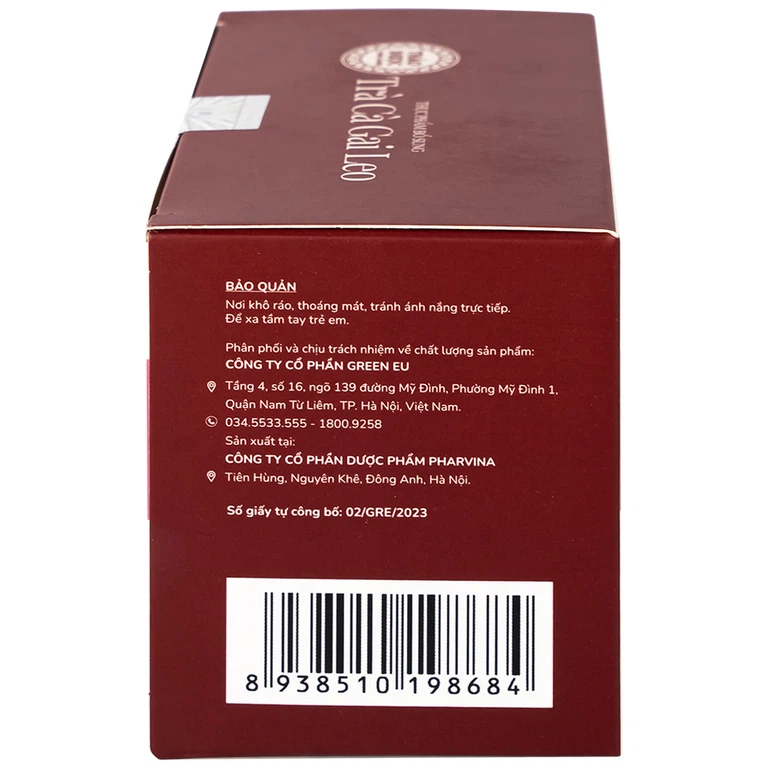 THỰC PHẨM BỔ SUNG
Trà Cà Gai Leo
BẢO QUẢN
Nơi khô ráo, thoáng mát, tránh ánh nắng trực tiếp.
Để xa tầm tay trẻ em.
Phân phối và chịu trách nhiệm về chất lượng sản phẩm:
CÔNG TY CỔ PHẦN GREEN EU
Tầng 4, số 16, ngõ 139 đường Mỹ Đình, Phường Mỹ Đình 1,
Quận Nam Từ Liêm, TP. Hà Nội, Việt Nam.
034.5533.555 - 1800.9258
Sản xuất tại:
CÔNG TY CỔ PHẦN DƯỢC PHẨM PHARVINA
Tiên Hùng, Nguyên Khê, Đông Anh, Hà Nội.
Số giấy tự công bố: 02/GRE/2023
8 938510 198684